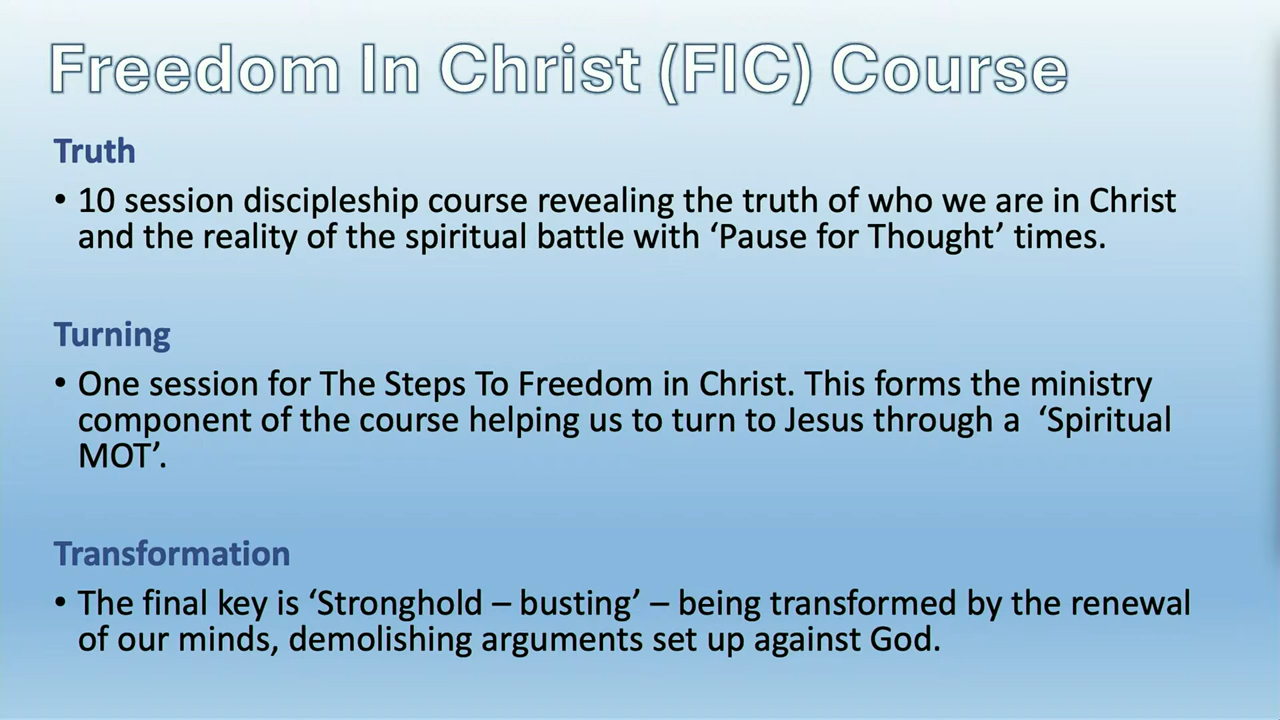 Freedom In Christ (FIC) Course
Truth
• 10 session discipleship course revealing the truth of who we are in Christ
and the reality of the spiritual battle with ‘Pause for Thought’ times.
Turning
• One session for The Steps To Freedom in Christ. This forms the ministry
component of the course helping us to turn to Jesus through a  ‘Spiritual
MOT’.
Transformation
• The final key is ‘Stronghold – busting’ – being transformed by the renewal
of our minds, demolishing arguments set up against God.